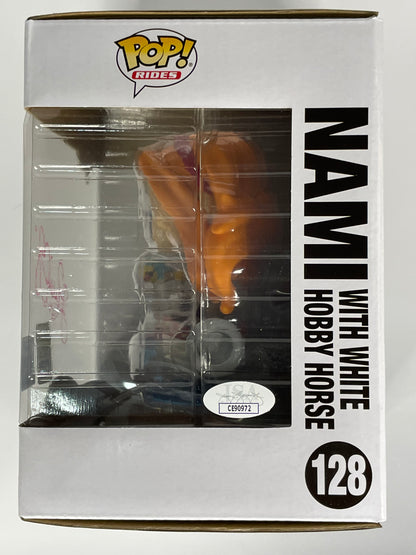 POP!
RIDES
NAMI
WITH WHITE
HOBBY HORSE
128
JSA
CE90972